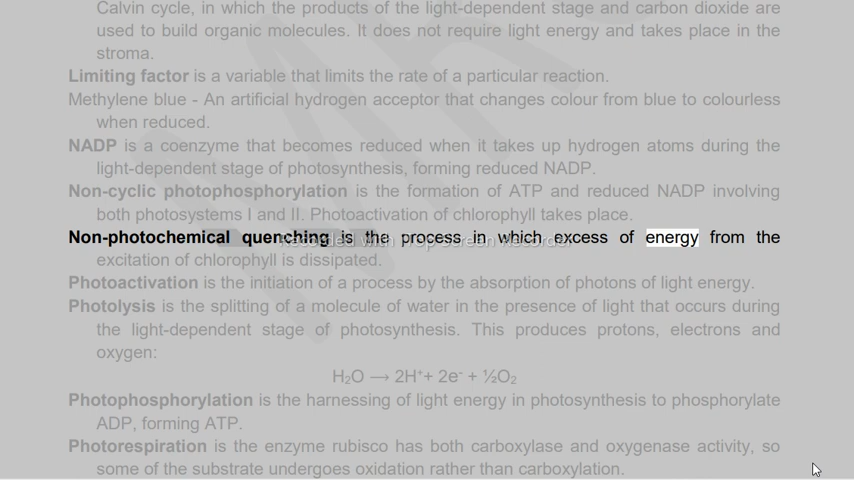 Calvin cycle, in which the products of the light-dependent stage and carbon dioxide are
used to build organic molecules. It does not require light energy and takes place in the
stroma.
Limiting factor is a variable that limits the rate of a particular reaction.
Methylene blue - An artificial hydrogen acceptor that changes colour from blue to colourless
when reduced.
NADP is a coenzyme that becomes reduced when it takes up hydrogen atoms during the
light-dependent stage of photosynthesis, forming reduced NADP.
Non-cyclic photophosphorylation is the formation of ATP and reduced NADP involving
both photosystems I and II. Photoactivation of chlorophyll takes place.
Non-photochemical quenching is the process in which excess of energy from the
excitation of chlorophyll is dissipated.
Photoactivation is the initiation of a process by the absorption of photons of light energy.
Photolysis is the splitting of a molecule of water in the presence of light that occurs during
the light-dependent stage of photosynthesis. This produces protons, electrons and
oxygen:
H₂O → 2H⁺+ 2e⁻ + ½O₂
Photophosphorylation is the harnessing of light energy in photosynthesis to phosphorylate
ADP, forming ATP.
Photorespiration is the enzyme rubisco has both carboxylase and oxygenase activity, so
some of the substrate undergoes oxidation rather than carboxylation.